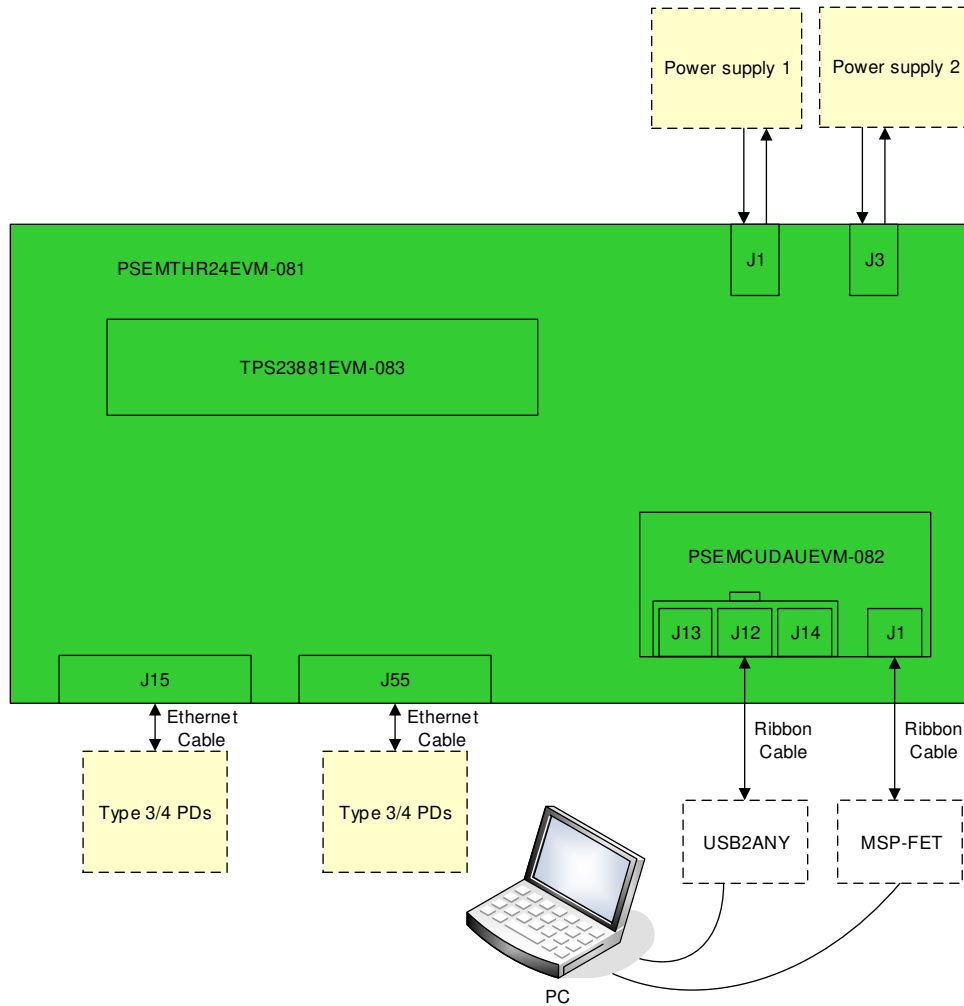 Power supply 1
Power supply 2
J1
J3
PSEMTHR24EVM-081
TPS23881EVM-083
PSEMCUDAUEVM-082
J13
J12
J14
J1
J15
J55
Ethernet
Cable
Ethernet
Cable
Ribbon
Cable
Ribbon
Cable
Type 3/4 PDs
Type 3/4 PDs
USB2ANY
MSP-FET
PC